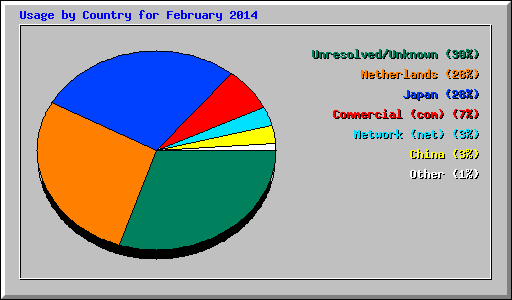 Usage by Country for February 2014
Unresolved/Unknown (30%)
Netherlands (28%)
Japan (28%)
Commercial (com) (7%)
Network (net) (3%)
China (3%)
Other (1%)